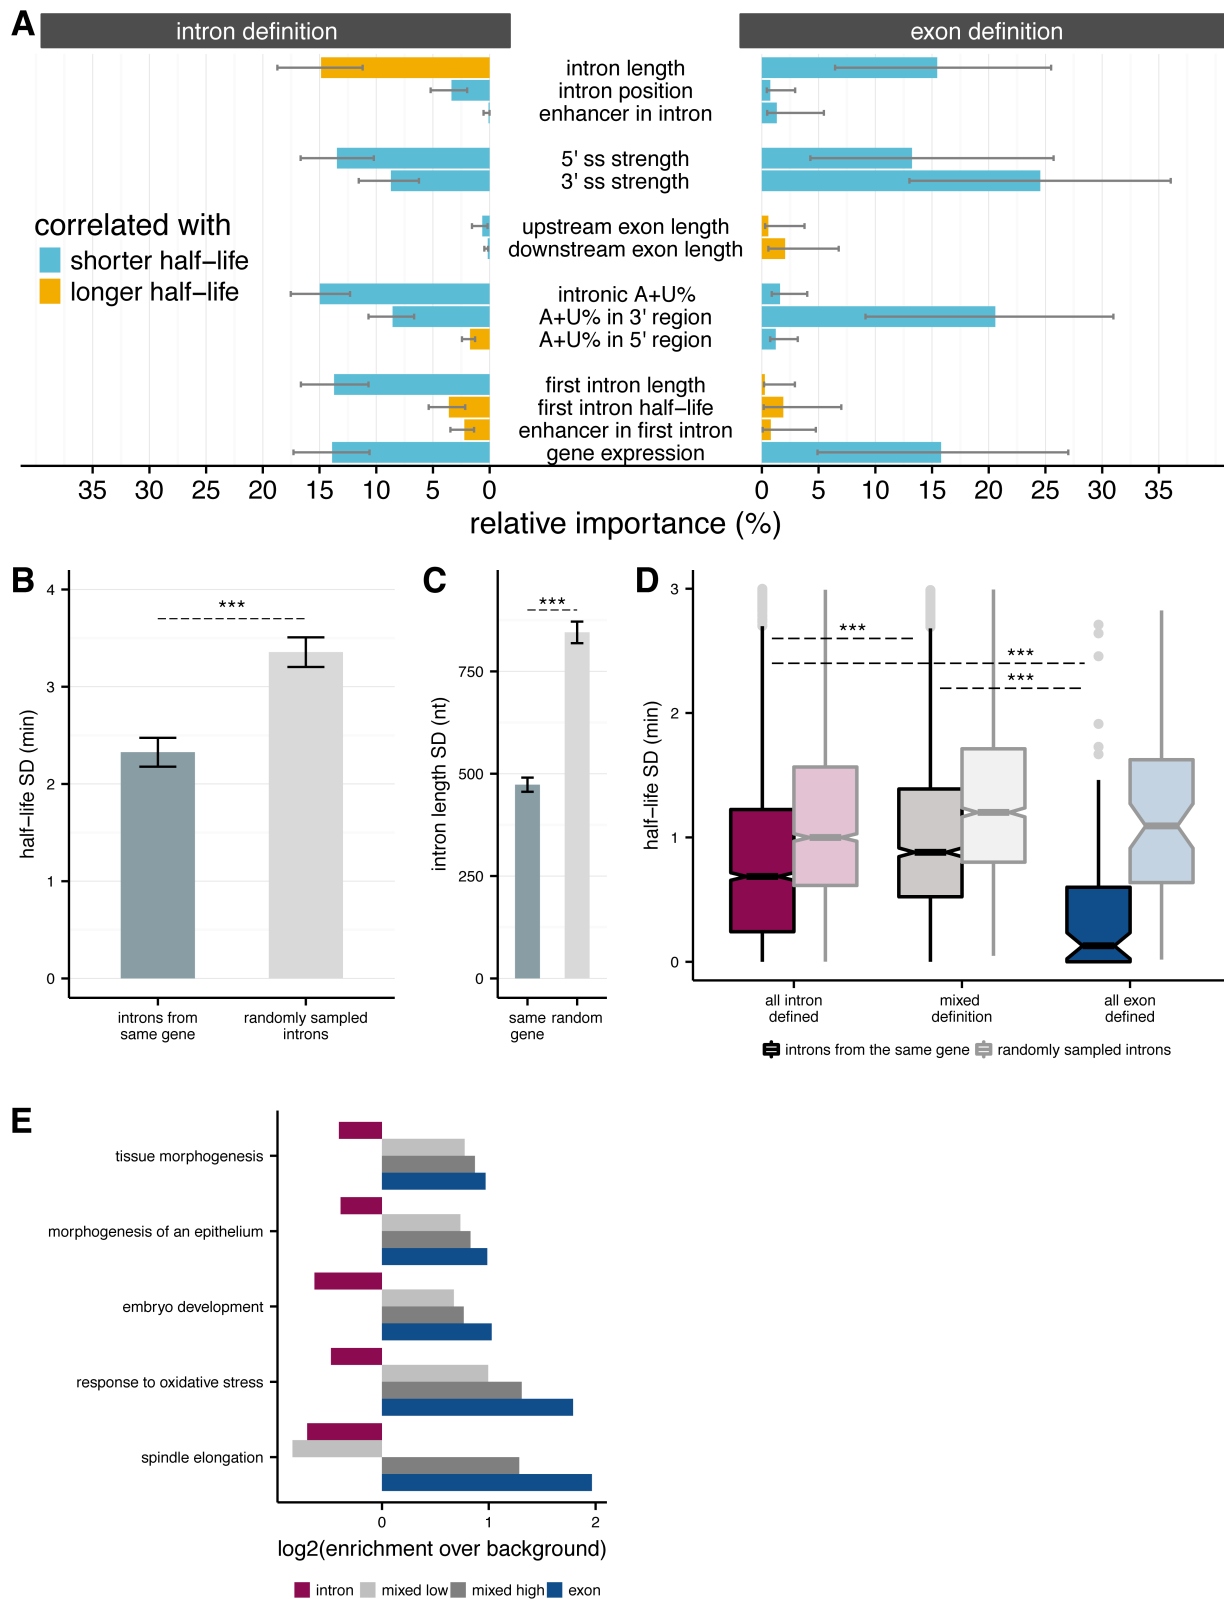 A
intron definition
exon definition
intron length
intron position
enhancer in intron
5' ss strength
3' ss strength
upstream exon length
downstream exon length
intronic A+U%
A+U% in 3' region
A+U% in 5' region
first intron length
first intron half−life
enhancer in first intron
gene expression
correlated with
shorter half−life
longer half−life
35 30 25 20 15 10 5 0 0 5 10 15 20 25 30 35
relative importance (%)
B
half−life SD (min)
4
3
2
1
0
***
introns from
same gene
randomly sampled
introns
C
intron length SD (nt)
750
500
250
0
***
same random
gene
D
half−life SD (min)
3
2
1
0
***
***
***
all intron
defined
mixed
definition
all exon
defined
introns from the same gene randomly sampled introns
E
tissue morphogenesis
morphogenesis of an epithelium
embryo development
response to oxidative stress
spindle elongation
0 1 2
log2(enrichment over background)
intron mixed low mixed high exon